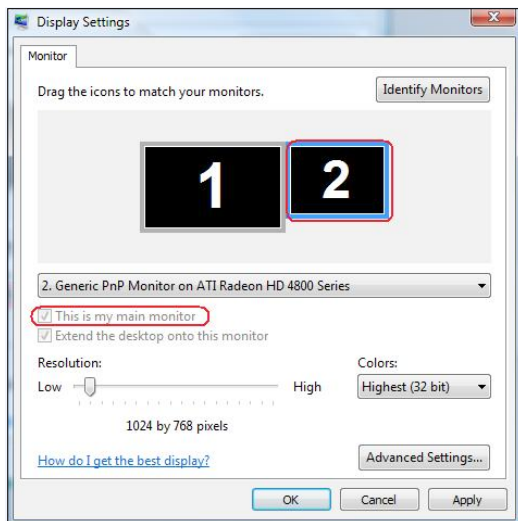 Display Settings
Monitor
Drag the icons to match your monitors.
Identify Monitors
1
2
2. Generic PnP Monitor on ATI Radeon HD 4800 Series
This is my main monitor
Extend the desktop onto this monitor
Resolution:
Colors:
Low
High
Highest (32 bit)
1024 by 768 pixels
How do I get the best display?
Advanced Settings...
OK
Cancel
Apply